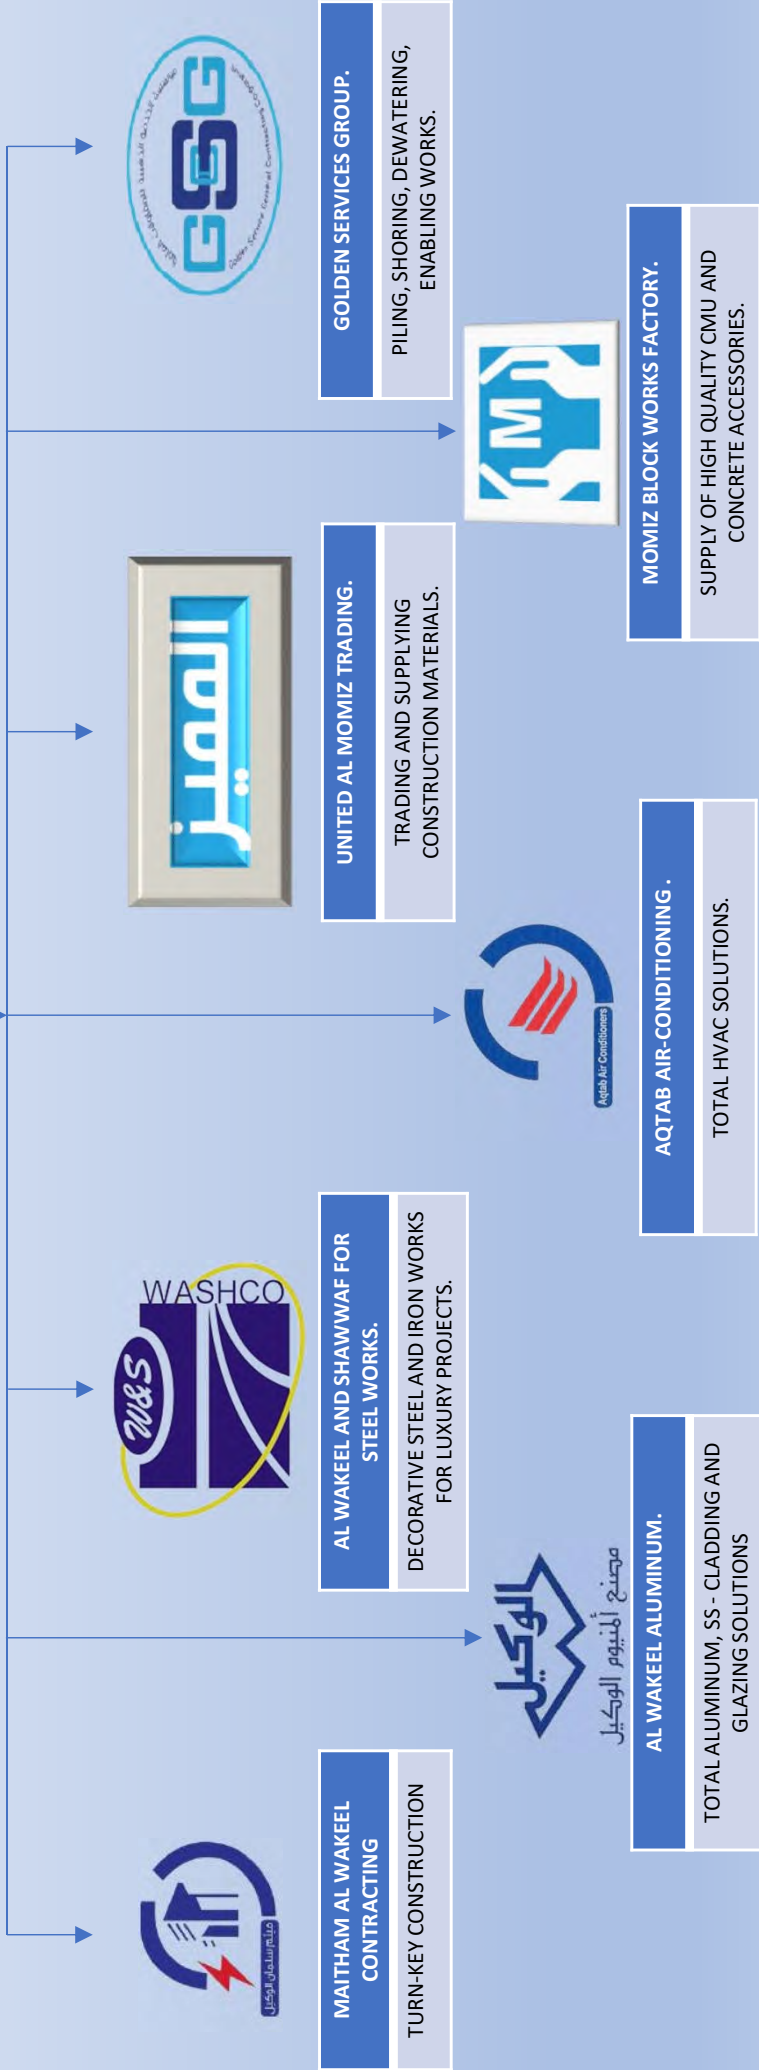 ميثم سلمان الوكيل
MAITHAM AL WAKEEL
CONTRACTING
TURN-KEY CONSTRUCTION
الوكيل
مصنع ألمنيوم الوكيل
AL WAKEEL ALUMINUM.
TOTAL ALUMINUM, SS - CLADDING AND
GLAZING SOLUTIONS
W&S
WASHCO
AL WAKEEL AND SHAWWAF FOR
STEEL WORKS.
DECORATIVE STEEL AND IRON WORKS
FOR LUXURY PROJECTS.
Aqtab Air Conditioners
AQTAB AIR-CONDITIONING .
TOTAL HVAC SOLUTIONS.
المميز
UNITED AL MOMIZ TRADING.
TRADING AND SUPPLYING
CONSTRUCTION MATERIALS.
M
MOMIZ BLOCK WORKS FACTORY.
SUPPLY OF HIGH QUALITY CMU AND
CONCRETE ACCESSORIES.
GSG
GOLDEN SERVICES GROUP.
PILING, SHORING, DEWATERING,
ENABLING WORKS.